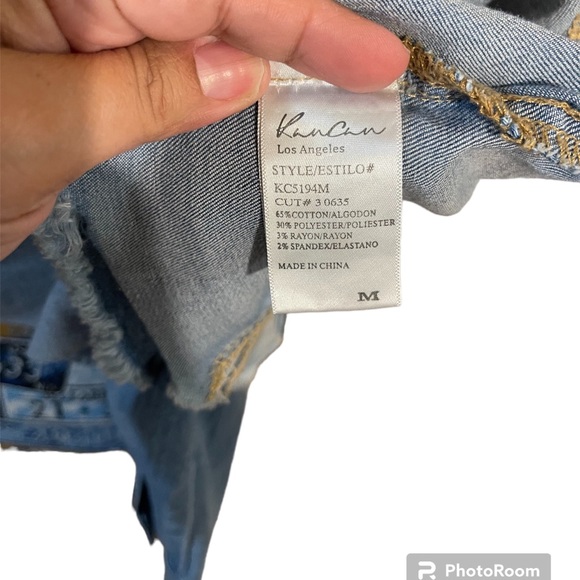 KanCan
Los Angeles
STYLE/ESTILO#
KC5194M
CUT# 3 0635
65%COTTON/ALGODON
30% POLYESTER/POLIESTER
3% RAYON/RAYON
2% SPANDEX/ELASTANO
MADE IN CHINA
M
PhotoRoom